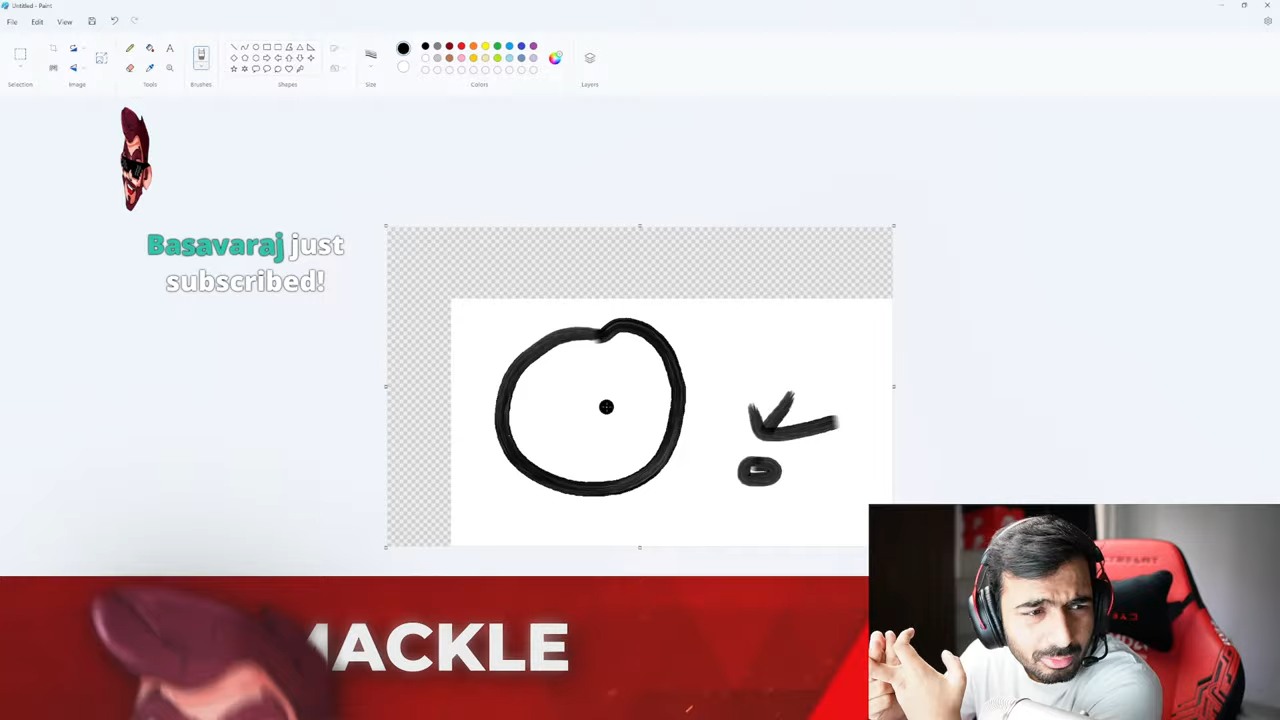 Untitled - Paint
File Edit View
Selection Image Tools Brushes Shapes Size Colors Layers
Basavaraj just
subscribed!
MACKLE